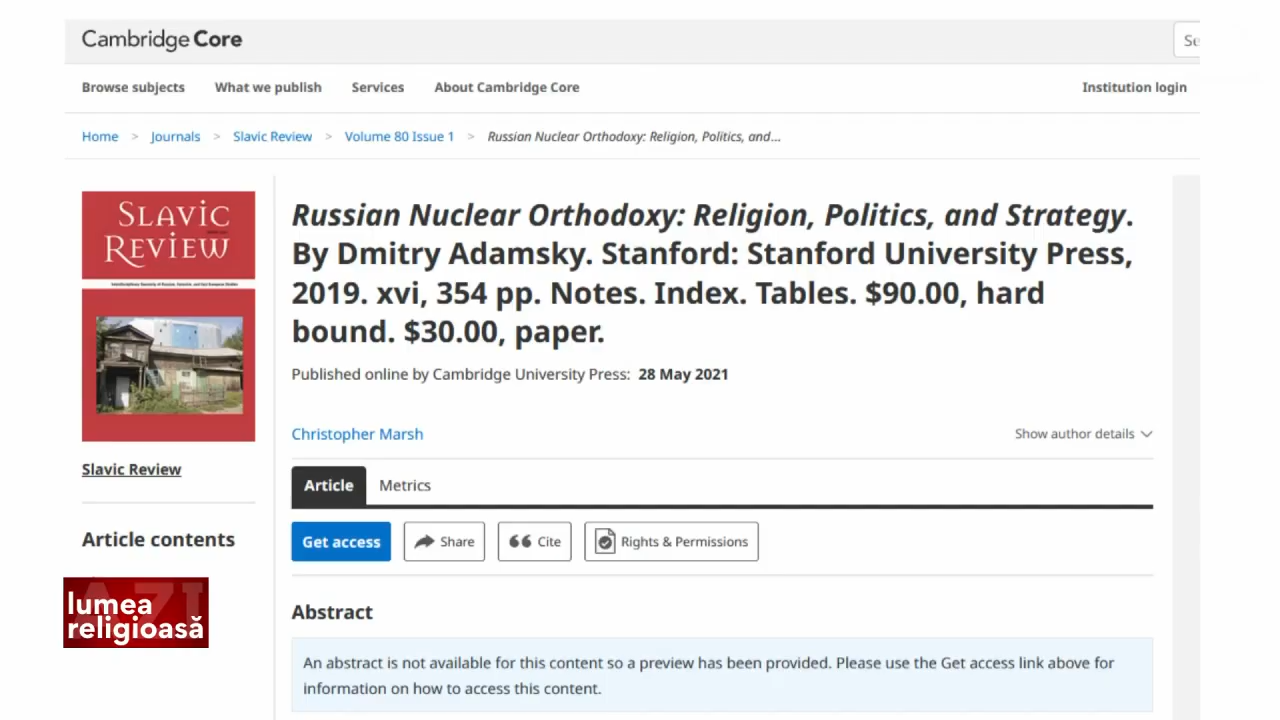 Cambridge Core
Se
Browse subjects
What we publish
Services
About Cambridge Core
Institution login
Home > Journals > Slavic Review > Volume 80 Issue 1 > Russian Nuclear Orthodoxy: Religion, Politics, and...
SLAVIC
REVIEW
Russian Nuclear Orthodoxy: Religion, Politics, and Strategy.
By Dmitry Adamsky. Stanford: Stanford University Press,
2019. xvi, 354 pp. Notes. Index. Tables. $90.00, hard
bound. $30.00, paper.
Published online by Cambridge University Press: 28 May 2021
Christopher Marsh
Show author details
Slavic Review
Article
Metrics
Article contents
Get access
Share
Cite
Rights & Permissions
AZI
lumea
religioasă
Abstract
An abstract is not available for this content so a preview has been provided. Please use the Get access link above for
information on how to access this content.